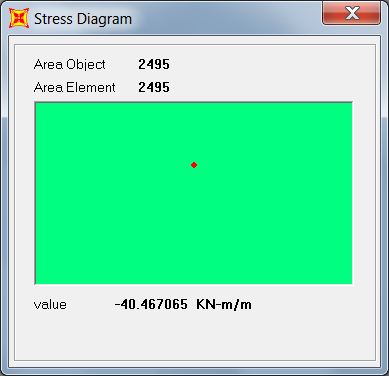 Stress Diagram
Area Object 2495
Area Element 2495
value -40.467065 KN-m/m